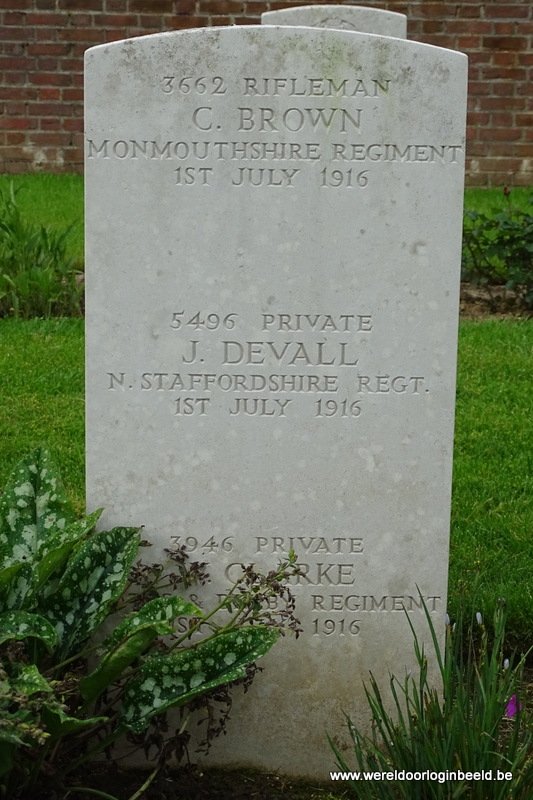 3662 RIFLEMAN
C. BROWN
MONMOUTHSHIRE REGIMENT
1ST JULY 1916
5496 PRIVATE
J. DEVALL
N. STAFFORDSHIRE REGT.
1ST JULY 1916
3946 PRIVATE
CLARKE
REGIMENT
1916
www.wereldoorloginbeeld.be